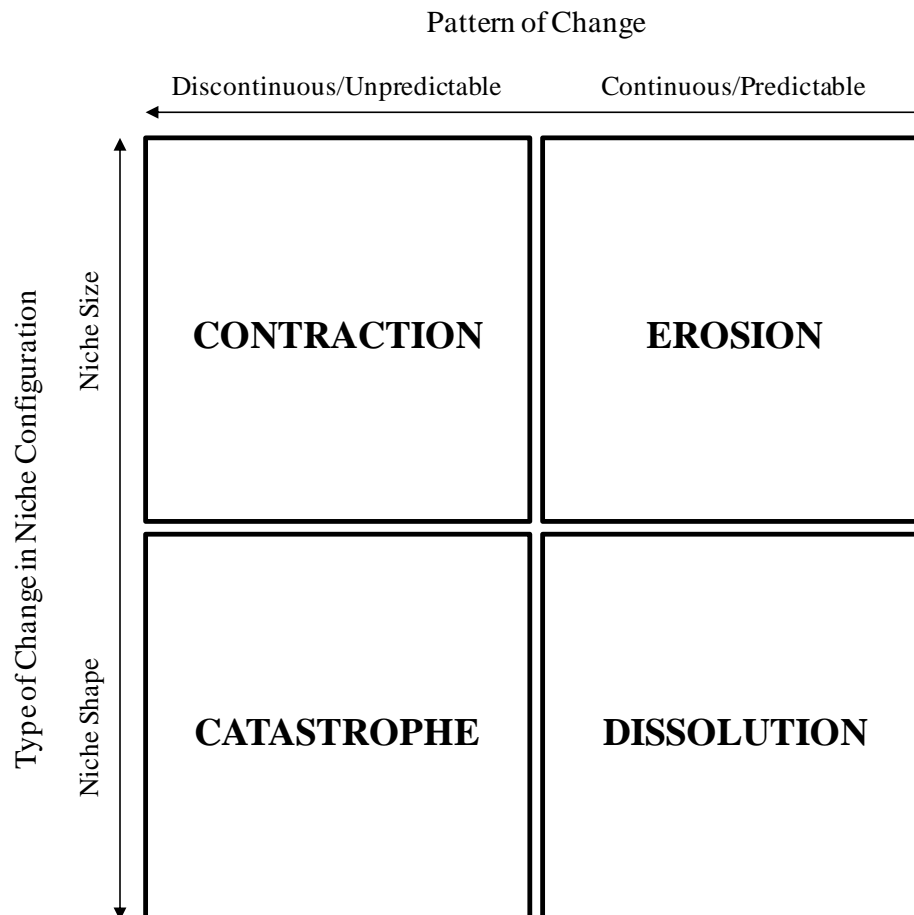 Pattern of Change
Discontinuous/Unpredictable Continuous/Predictable
Type of Change in Niche Configuration
Niche Size
CONTRACTION EROSION
Niche Shape
CATASTROPHE DISSOLUTION